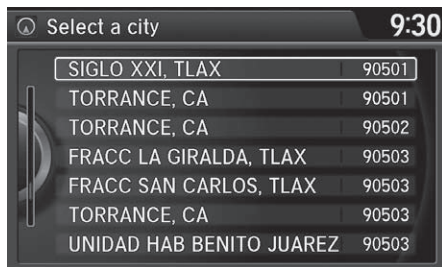 Select a city 9:30
SIGLO XXI, TLAX 90501
TORRANCE, CA 90501
TORRANCE, CA 90502
FRACC LA GIRALDA, TLAX 90503
FRACC SAN CARLOS, TLAX 90503
TORRANCE, CA 90503
UNIDAD HAB BENITO JUAREZ 90503